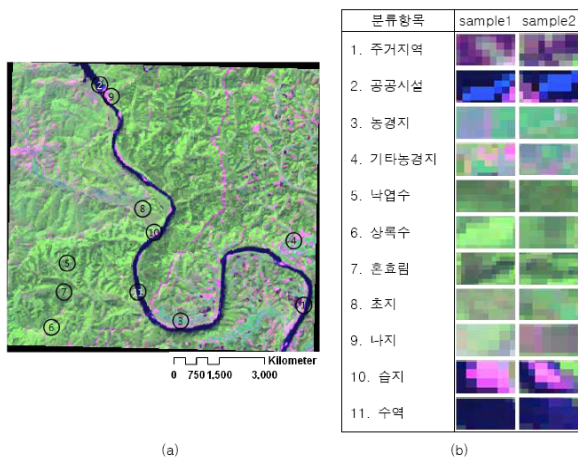 2
9
8
10
4
5
7
6
3
1
Kilometer
0 750 1,500 3,000
(a)
분류항목 sample1 sample2
1. 주거지역
2. 공공시설
3. 농경지
4. 기타농경지
5. 낙엽수
6. 상록수
7. 혼효림
8. 초지
9. 나지
10. 습지
11. 수역
(b)